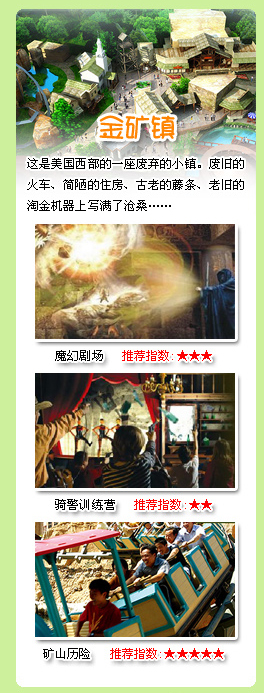 金矿镇
这是美国西部的一座废弃的小镇。废旧的
火车、简陋的住房、古老的藤条、老旧的
淘金机器上写满了沧桑……
魔幻剧场 推荐指数:★★★
骑警训练营 推荐指数:★★
矿山历险 推荐指数:★★★★★